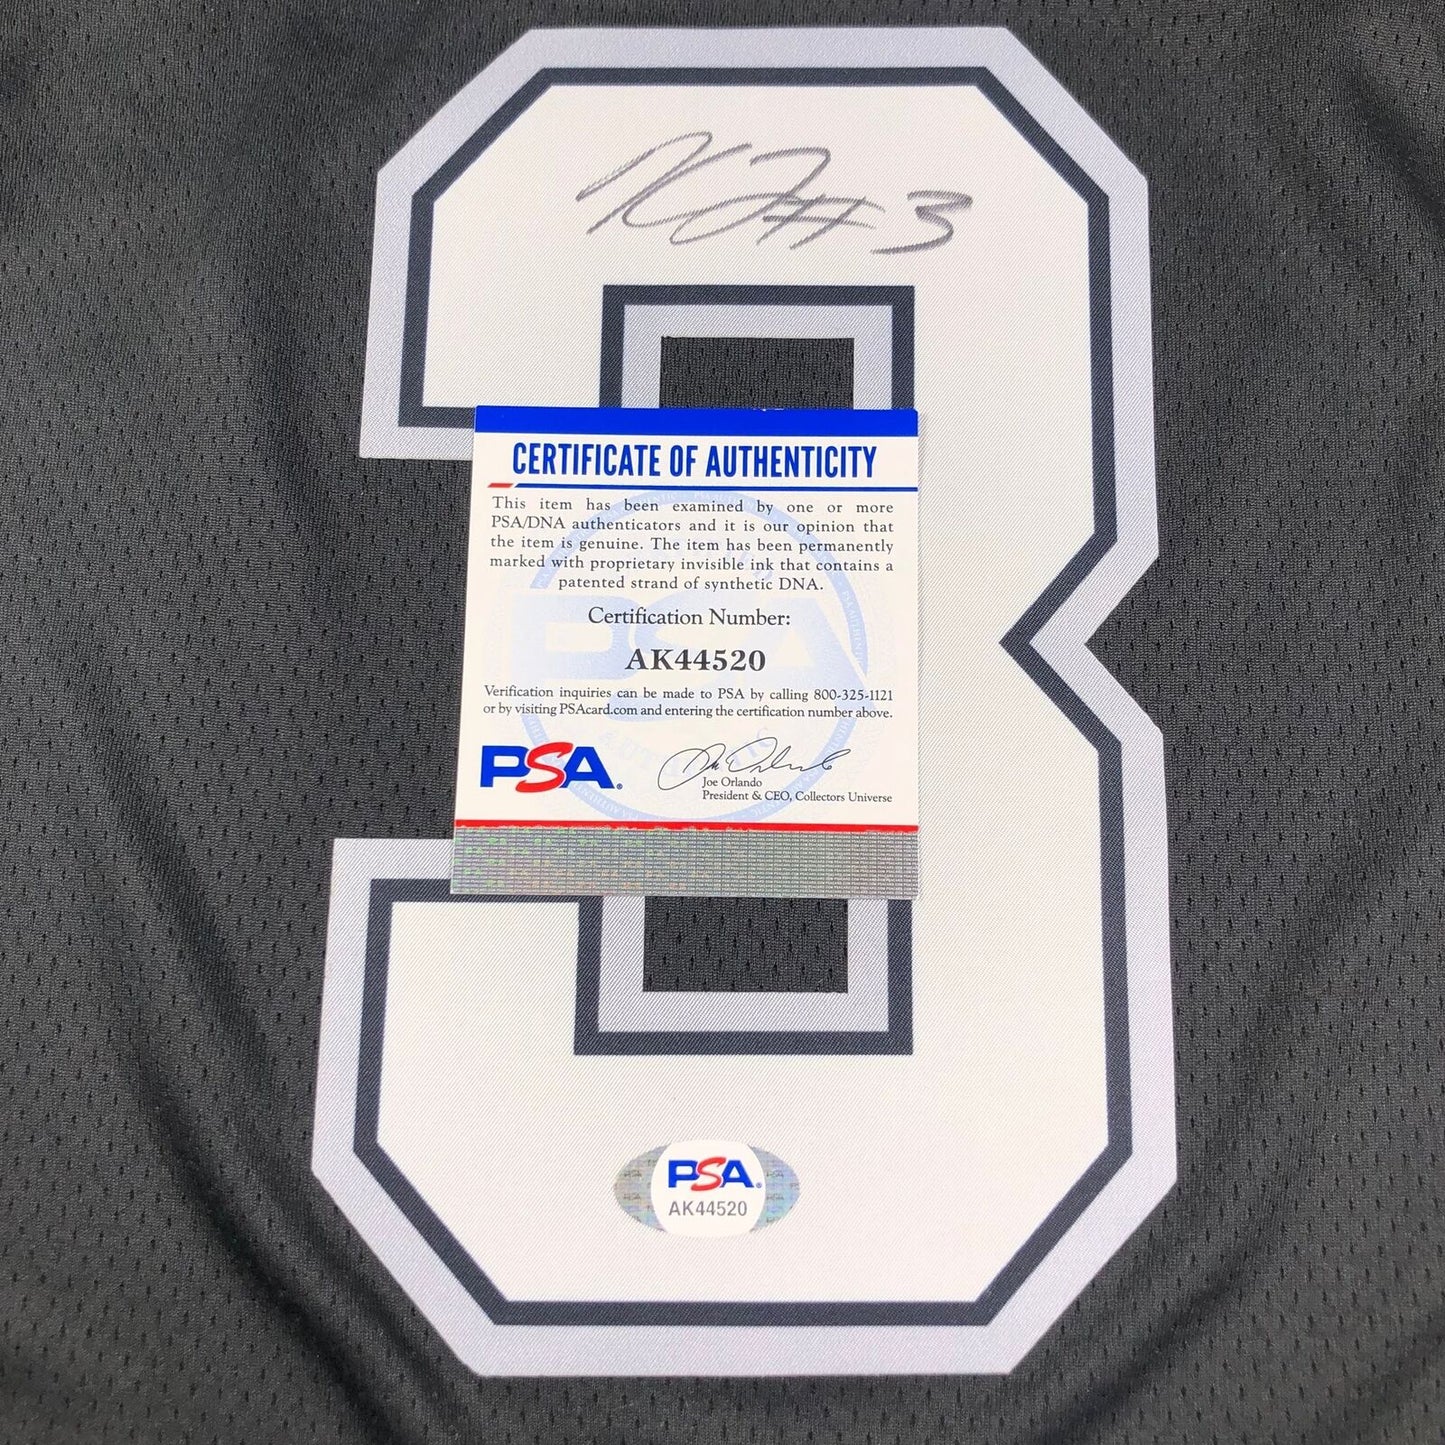 #3
3
CERTIFICATE OF AUTHENTICITY
This item has been examined by one or more
PSA/DNA authenticators and it is our opinion that
the item is genuine. The item has been permanently
marked with proprietary invisible ink that contains a
patented strand of synthetic DNA.
Certification Number:
AK44520
Verification inquiries can be made to PSA by calling 800-325-1121
or by visiting PSAcard.com and entering the certification number above.
PSA
Joe Orlando
President & CEO, Collectors Universe
PSA
AK44520